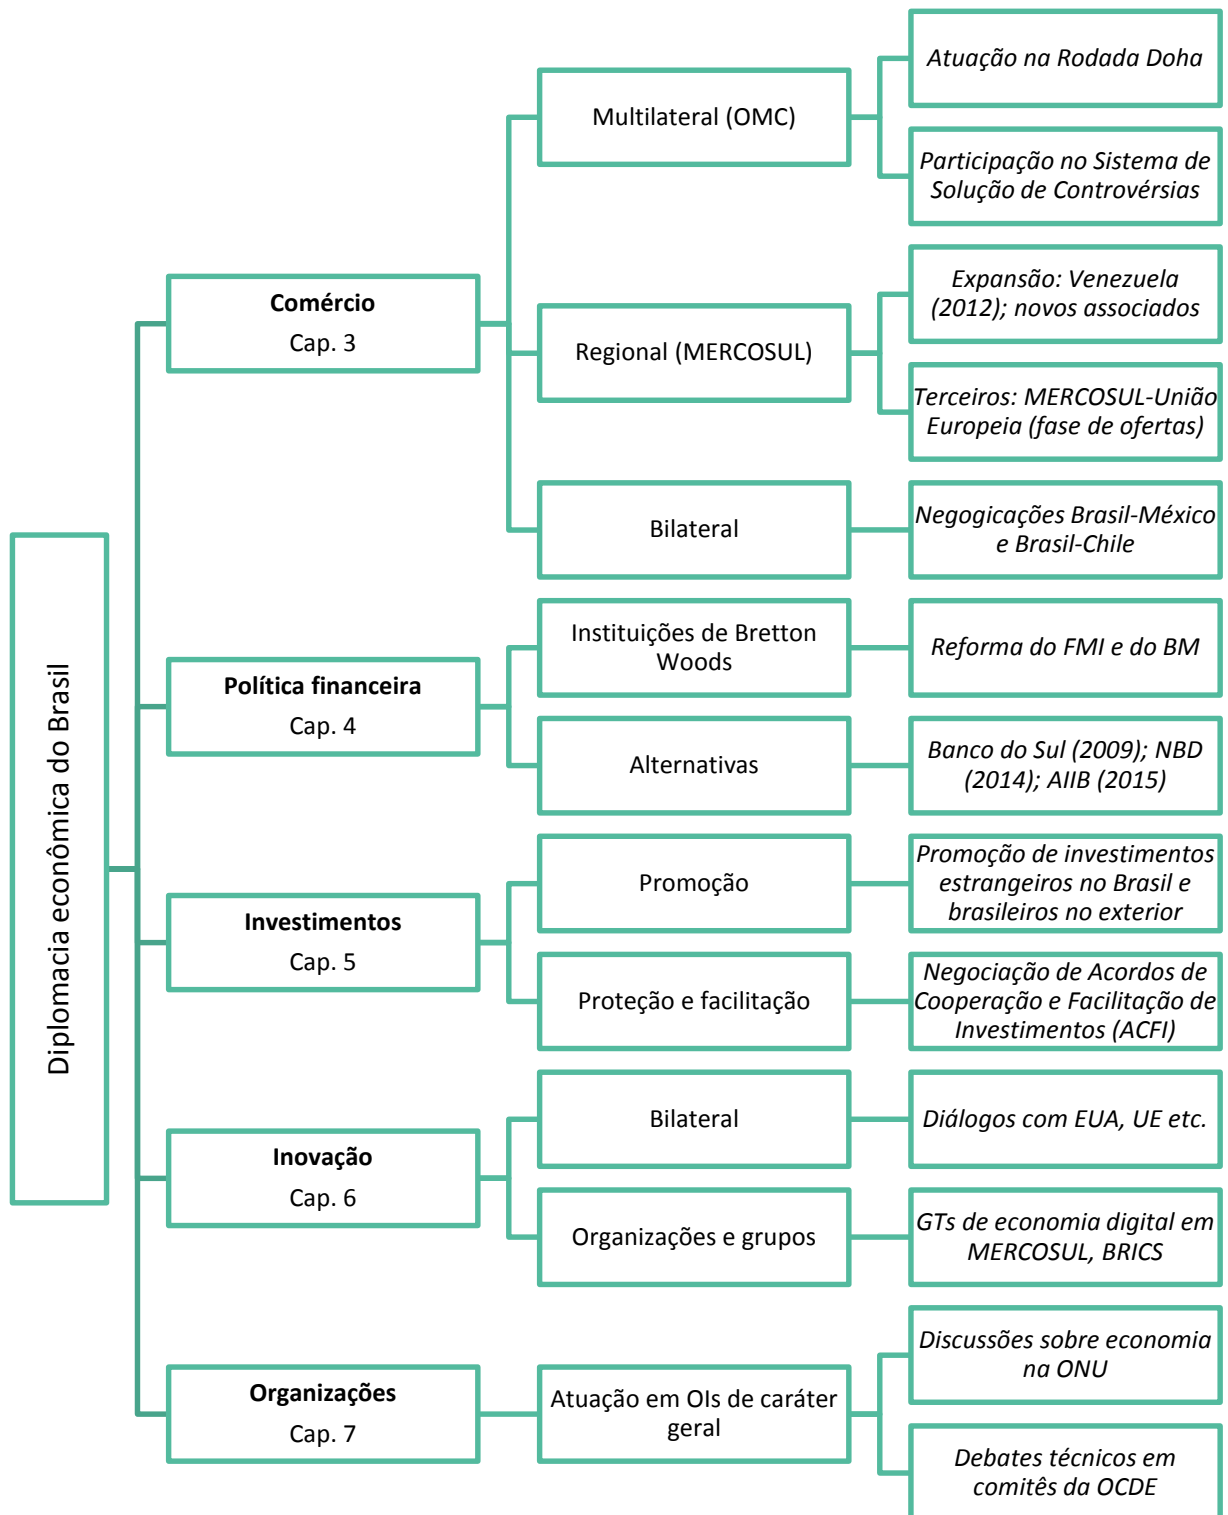 Diplomacia econômica do Brasil
Comércio
Cap. 3
Multilateral (OMC)
Atuação na Rodada Doha
Participação no Sistema de
Solução de Controvérsias
Regional (MERCOSUL)
Expansão: Venezuela
(2012); novos associados
Terceiros: MERCOSUL-União
Europeia (fase de ofertas)
Bilateral
Negogicações Brasil-México
e Brasil-Chile
Política financeira
Cap. 4
Instituições de Bretton
Woods
Reforma do FMI e do BM
Alternativas
Banco do Sul (2009); NBD
(2014); AIIB (2015)
Investimentos
Cap. 5
Promoção
Promoção de investimentos
estrangeiros no Brasil e
brasileiros no exterior
Proteção e facilitação
Negociação de Acordos de
Cooperação e Facilitação de
Investimentos (ACFI)
Inovação
Cap. 6
Bilateral
Diálogos com EUA, UE etc.
Organizações e grupos
GTs de economia digital em
MERCOSUL, BRICS
Organizações
Cap. 7
Atuação em OIs de caráter
geral
Discussões sobre economia
na ONU
Debates técnicos em
comitês da OCDE